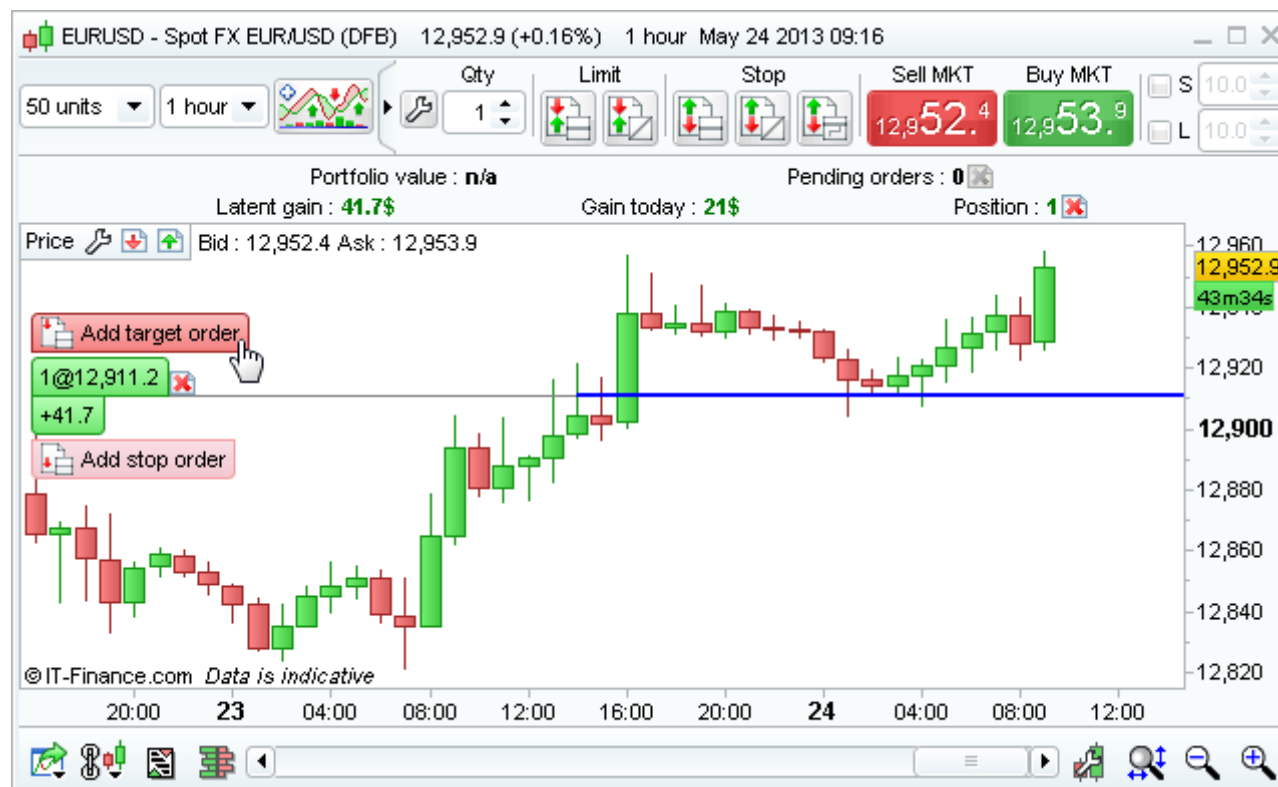 EURUSD - Spot FX EUR/USD (DFB) 12,952.9 (+0.16%) 1 hour May 24 2013 09:16
Qty Limit Stop Sell MKT Buy MKT
50 units 1 hour 1 12,952.4 12,953.9 S 10.0
L 10.0
Portfolio value : n/a Pending orders : 0
Latent gain : 41.7$ Gain today : 21$ Position : 1
Price Bid : 12,952.4 Ask : 12,953.9
12,960
12,952.9
43m34s
Add target order
1@12,911.2
12,920
+41.7
12,900
Add stop order
12,880
12,860
12,840
12,820
©IT-Finance.com Data is indicative
20:00 23 04:00 08:00 12:00 16:00 20:00 24 04:00 08:00 12:00